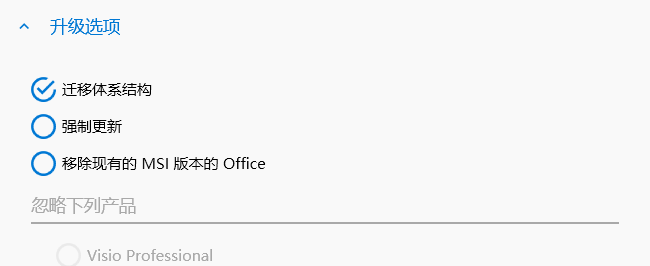 升级选项
迁移体系结构
强制更新
移除现有的 MSI 版本的 Office
忽略下列产品
Visio Professional